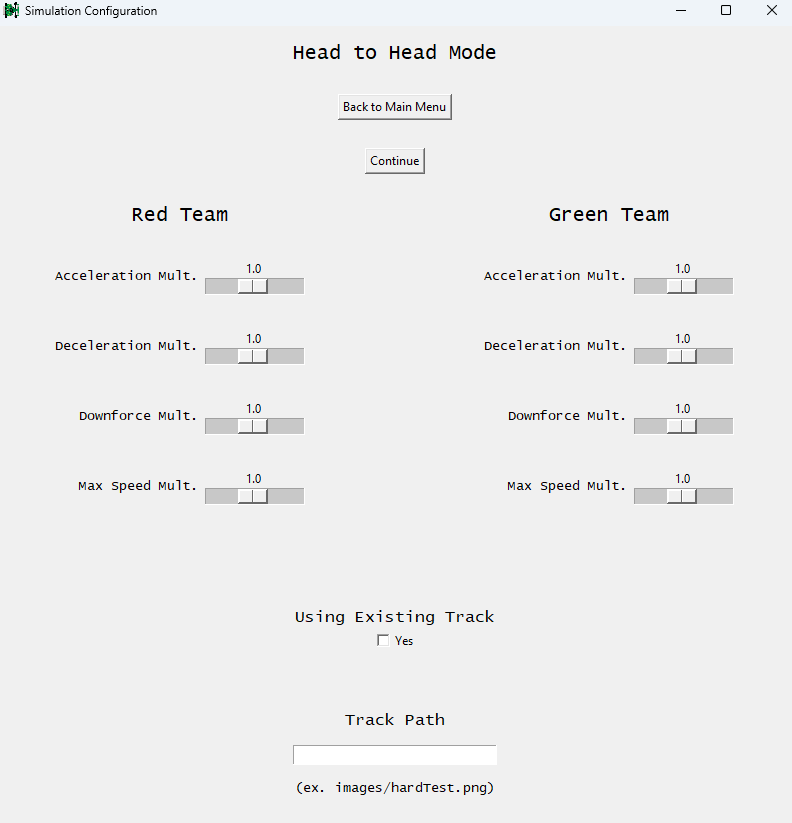 Simulation Configuration
Head to Head Mode
Back to Main Menu
Continue
Red Team
Green Team
1.0
Acceleration Mult.
1.0
Deceleration Mult.
1.0
Downforce Mult.
1.0
Max Speed Mult.
1.0
Acceleration Mult.
1.0
Deceleration Mult.
1.0
Downforce Mult.
1.0
Max Speed Mult.
Using Existing Track
Yes
Track Path
(ex. images/hardTest.png)